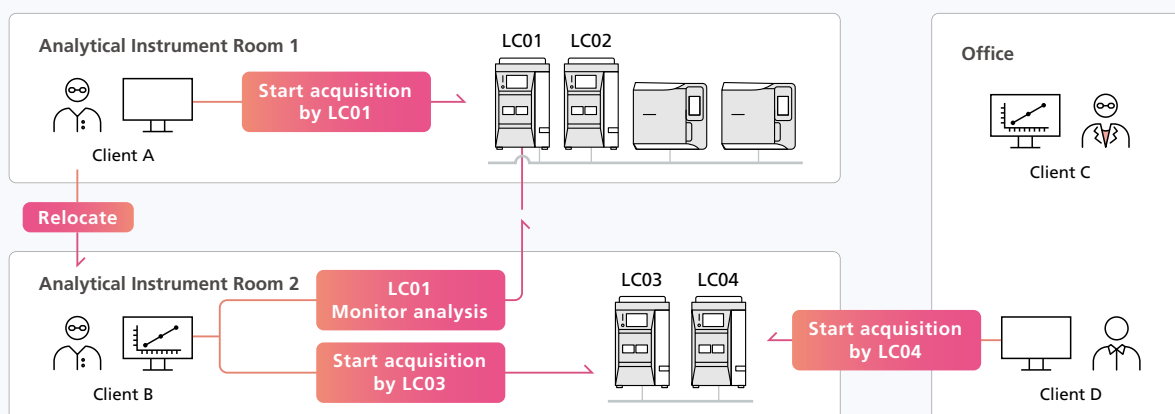 Analytical Instrument Room 1
LC01
LC02
Start acquisition
by LC01
Client A
Relocate
Analytical Instrument Room 2
LC01
Monitor analysis
Start acquisition
by LC03
Client B
LC03
LC04
Office
Client C
Start acquisition
by LC04
Client D